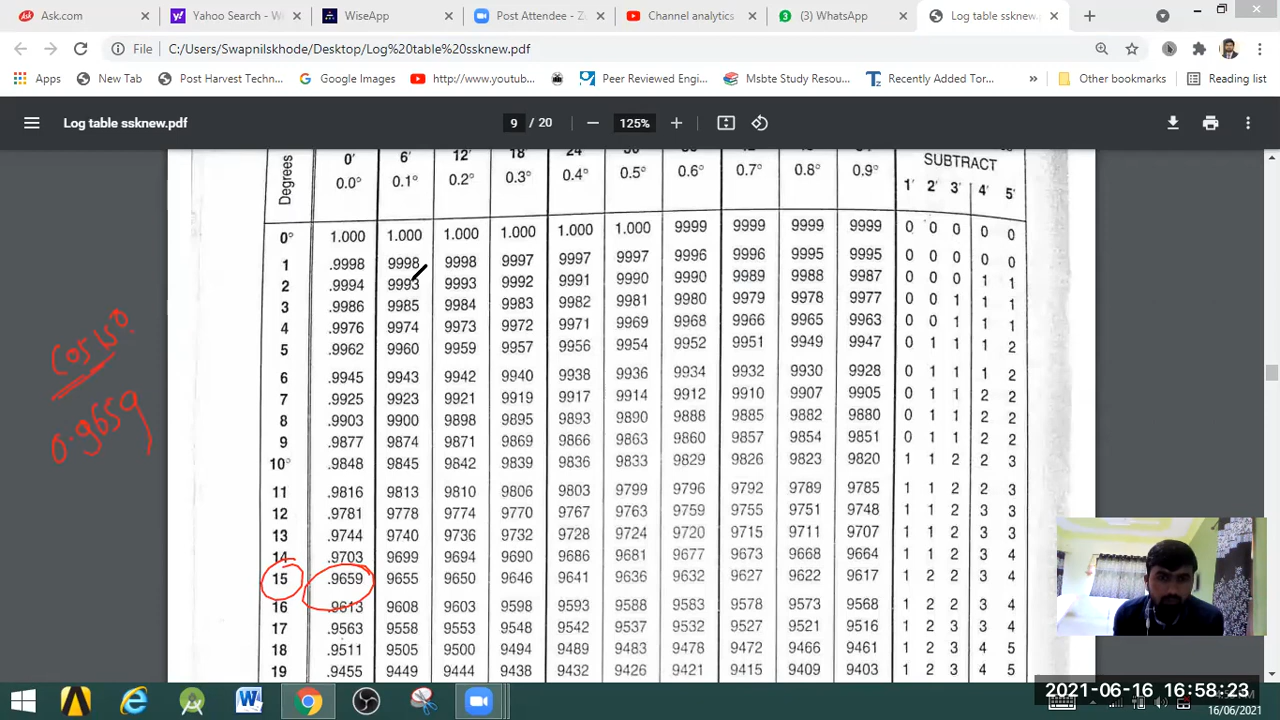 Ask.com
Yahoo Search - W
WiseApp
Post Attendee - Z
Channel analytics
(3) WhatsApp
Log table ssknew.p
File C:/Users/Swapnilskhode/Desktop/Log%20table%20ssknew.pdf
Apps New Tab Post Harvest Techn... Google Images http://www.youtub... Peer Reviewed Engi... Msbte Study Resou... Recently Added Tor... » Other bookmarks Reading list
Log table ssknew.pdf 9 / 20 125%
Degrees 0' 6' 12' 18' 24' SUBTRACT
0.0° 0.1° 0.2° 0.3° 0.4° 0.5° 0.6° 0.7° 0.8° 0.9° 1' 2' 3' 4' 5'
0° 1.000 1.000 1.000 1.000 1.000 1.000 9999 9999 9999 9999 0 0 0 0 0
1 .9998 9998 9998 9997 9997 9997 9996 9996 9995 9995 0 0 0 0 0
2 .9994 9993 9993 9992 9991 9990 9990 9989 9988 9987 0 0 0 1 1
3 .9986 9985 9984 9983 9982 9981 9980 9979 9978 9977 0 0 1 1 1
4 .9976 9974 9973 9972 9971 9969 9968 9966 9965 9963 0 0 1 1 1
5 .9962 9960 9959 9957 9956 9954 9952 9951 9949 9947 0 1 1 1 2
6 .9945 9943 9942 9940 9938 9936 9934 9932 9930 9928 0 1 1 1 2
7 .9925 9923 9921 9919 9917 9914 9912 9910 9907 9905 0 1 1 2 2
8 .9903 9900 9898 9895 9893 9890 9888 9885 9882 9880 0 1 1 2 2
9 .9877 9874 9871 9869 9866 9863 9860 9857 9854 9851 0 1 1 2 2
10° .9848 9845 9842 9839 9836 9833 9829 9826 9823 9820 1 1 2 2 3
11 .9816 9813 9810 9806 9803 9799 9796 9792 9789 9785 1 1 2 2 3
12 .9781 9778 9774 9770 9767 9763 9759 9755 9751 9748 1 1 2 3 3
13 .9744 9740 9736 9732 9728 9724 9720 9715 9711 9707 1 1 2 3 3
14 .9703 9699 9694 9690 9686 9681 9677 9673 9668 9664 1 1 2 3 4
15 .9659 9655 9650 9646 9641 9636 9632 9627 9622 9617 1 2 2 3 4
16 .9613 9608 9603 9598 9593 9588 9583 9578 9573 9568 1 2 2 3 4
17 .9563 9558 9553 9548 9542 9537 9532 9527 9521 9516 1 2 3 3 4
18 .9511 9505 9500 9494 9489 9483 9478 9472 9466 9461 1 2 3 4 5
19 .9455 9449 9444 9438 9432 9426 9421 9415 9409 9403 1 2 3 4 5
Cos 15°
0.9659
2021-06-16 16:58:23
16/06/2021